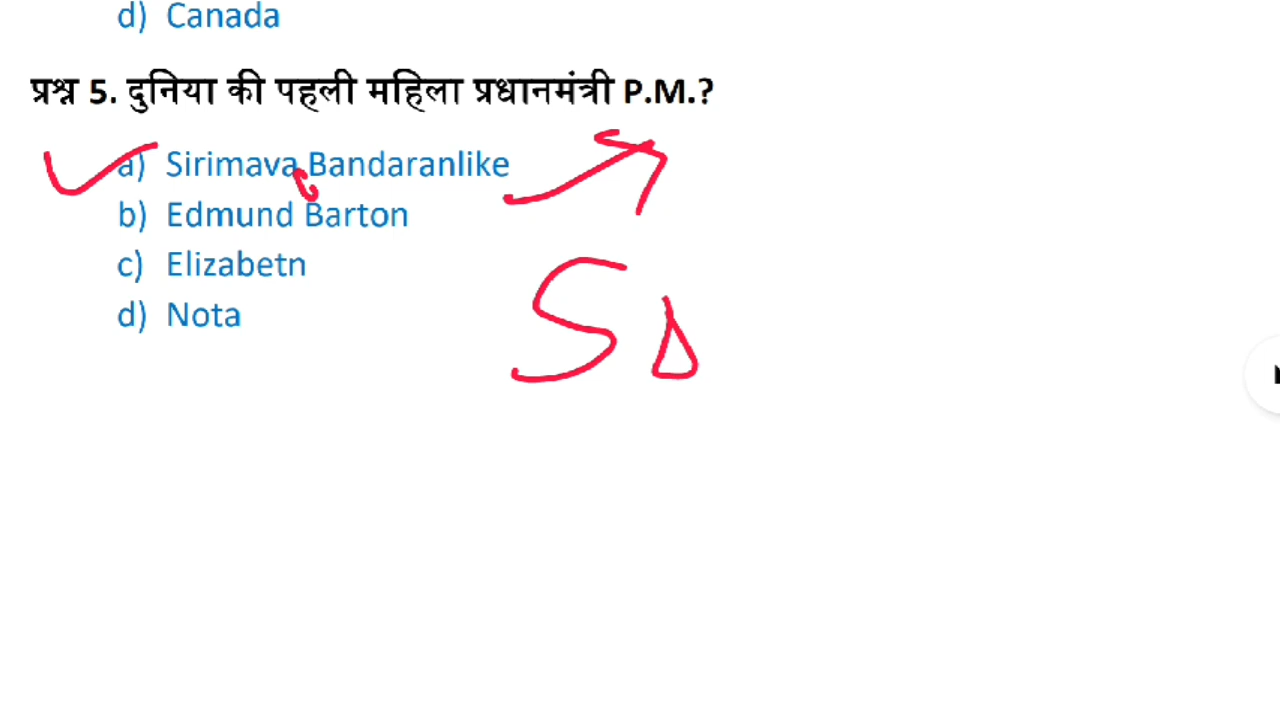 d) Canada
प्रश्न 5. दुनिया की पहली महिला प्रधानमंत्री P.M.?
a) Sirimava Bandaranlike
b) Edmund Barton
c) Elizabetn
d) Nota